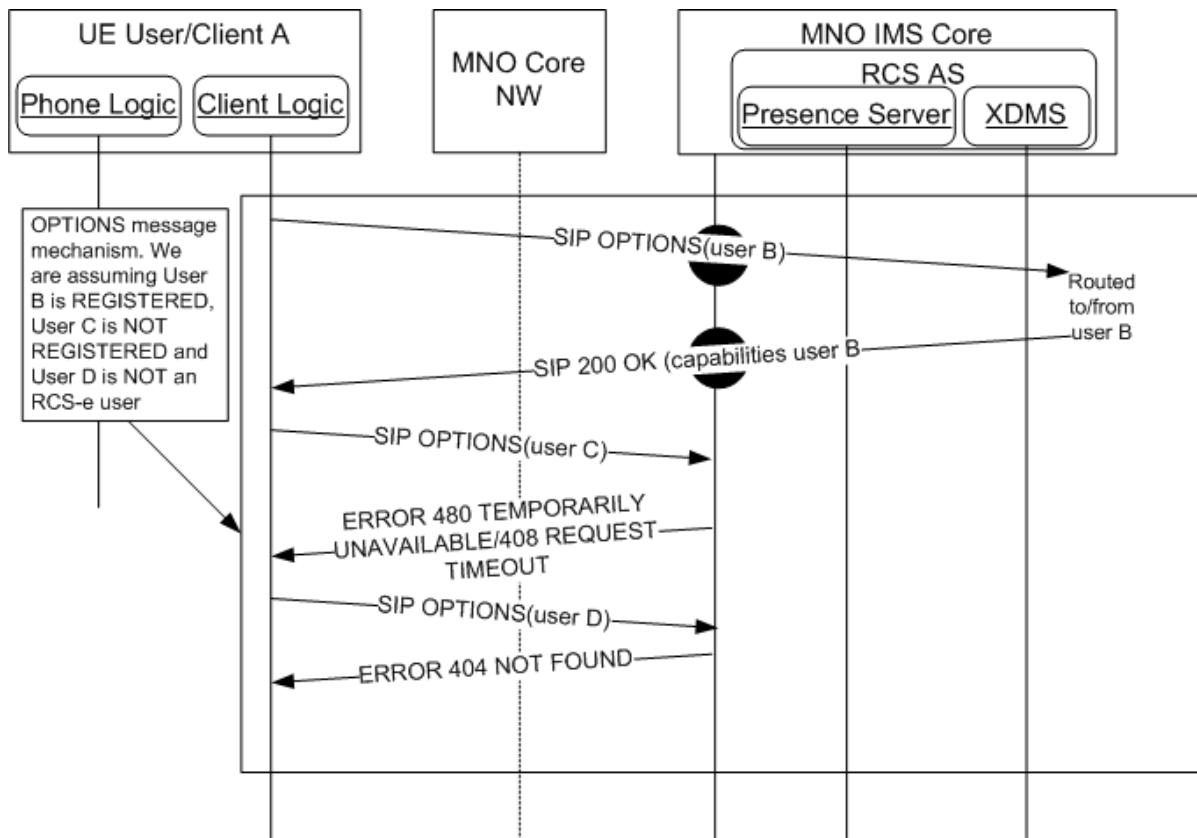 UE User/Client A
Phone Logic
Client Logic
MNO Core
NW
MNO IMS Core
RCS AS
Presence Server
XDMS
OPTIONS message
mechanism. We
are assuming User
B is REGISTERED,
User C is NOT
REGISTERED and
User D is NOT an
RCS-e user
SIP OPTIONS(user B)
Routed
to/from
user B
SIP 200 OK (capabilities user B
SIP OPTIONS(user C)
ERROR 480 TEMPORARILY
UNAVAILABLE/408 REQUEST
TIMEOUT
SIP OPTIONS(user D)
ERROR 404 NOT FOUND